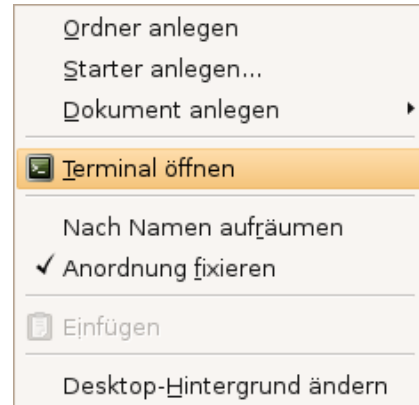 Ordner anlegen
Starter anlegen...
Dokument anlegen
Terminal öffnen
Nach Namen aufräumen
Anordnung fixieren
Einfügen
Desktop-Hintergrund ändern